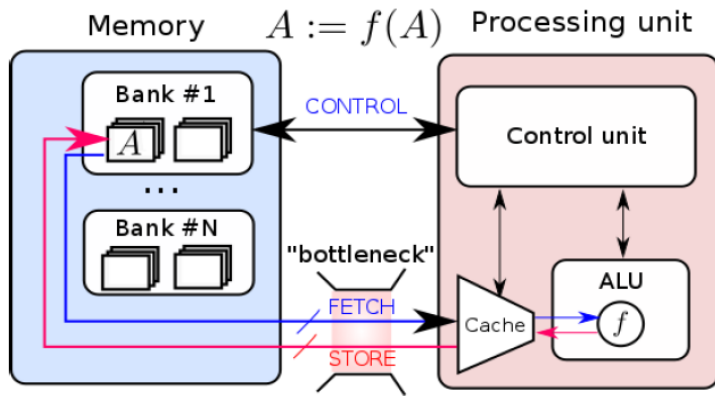 Memory
A := f(A)
Processing unit
Bank #1
A
CONTROL
Control unit
...
Bank #N
"bottleneck"
ALU
FETCH
Cache
f
STORE